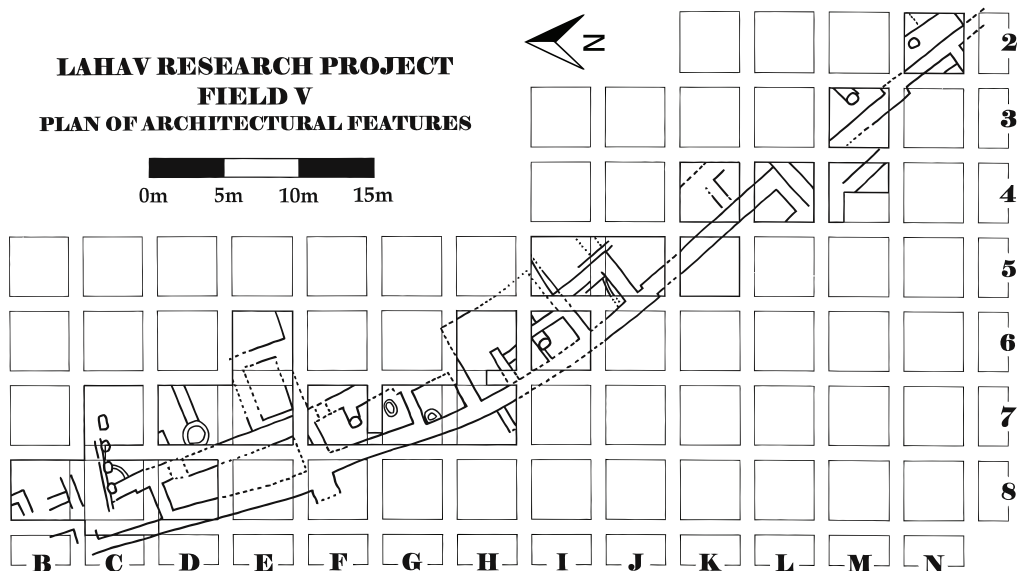 LAHAV RESEARCH PROJECT
FIELD V
PLAN OF ARCHITECTURAL FEATURES
0m 5m 10m 15m
N
2
3
4
5
6
7
8
B C D E F G H I J K L M N